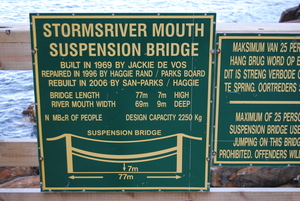 STORMSRIVER MOUTH
SUSPENSION BRIDGE
BUILT IN 1969 BY JACKIE DE VOS
REPAIRED IN 1996 BY HAGGIE RAND / PARKS BOARD
REBUILT IN 2006 BY SAN-PARKS / HAGGIE
BRIDGE LENGTH 77m 7m HIGH
RIVER MOUTH WIDTH 69m 9m DEEP
N MBeR OF PEOPLE DESIGN CAPACITY 2250 Kg
SUSPENSION BRIDGE
7m
77m
MAKSIMUM VAN 25 PER
HANG BRUG WORD OP E
DIT IS STRENG VERBODE O
TE SPRING. OORTREDERS
MAXIMUM OF 25 PERSO
SUSPENSION BRIDGE
JUMPING ON THIS BRIDG
PROHIBITED. OFFENDERS WIL